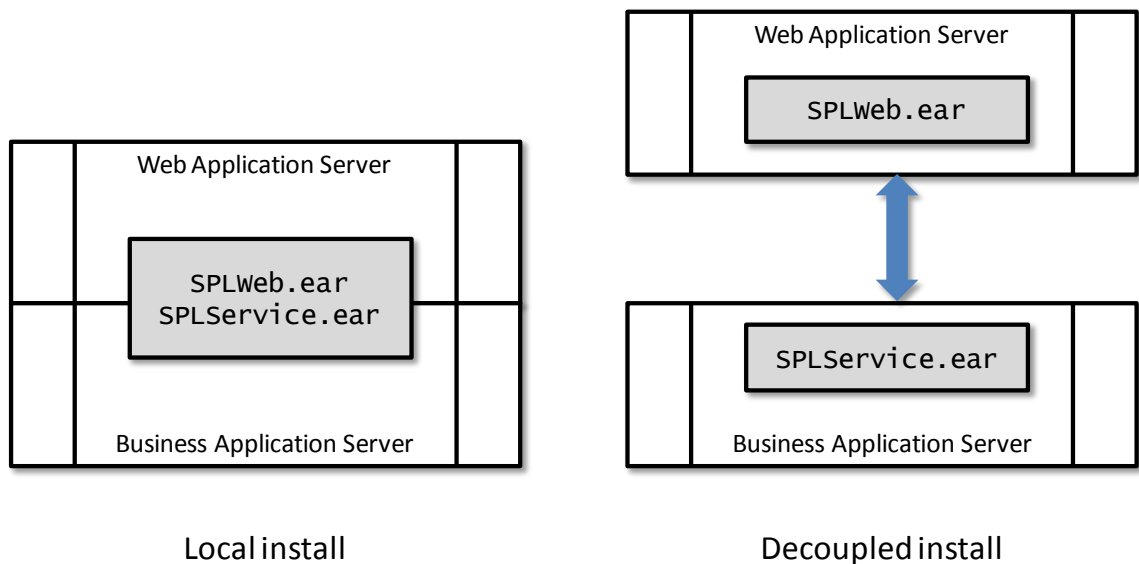 Web Application Server
SPLWeb.ear
SPLService.ear
Business Application Server
Local install
Web Application Server
SPLWeb.ear
SPLService.ear
Business Application Server
Decoupled install